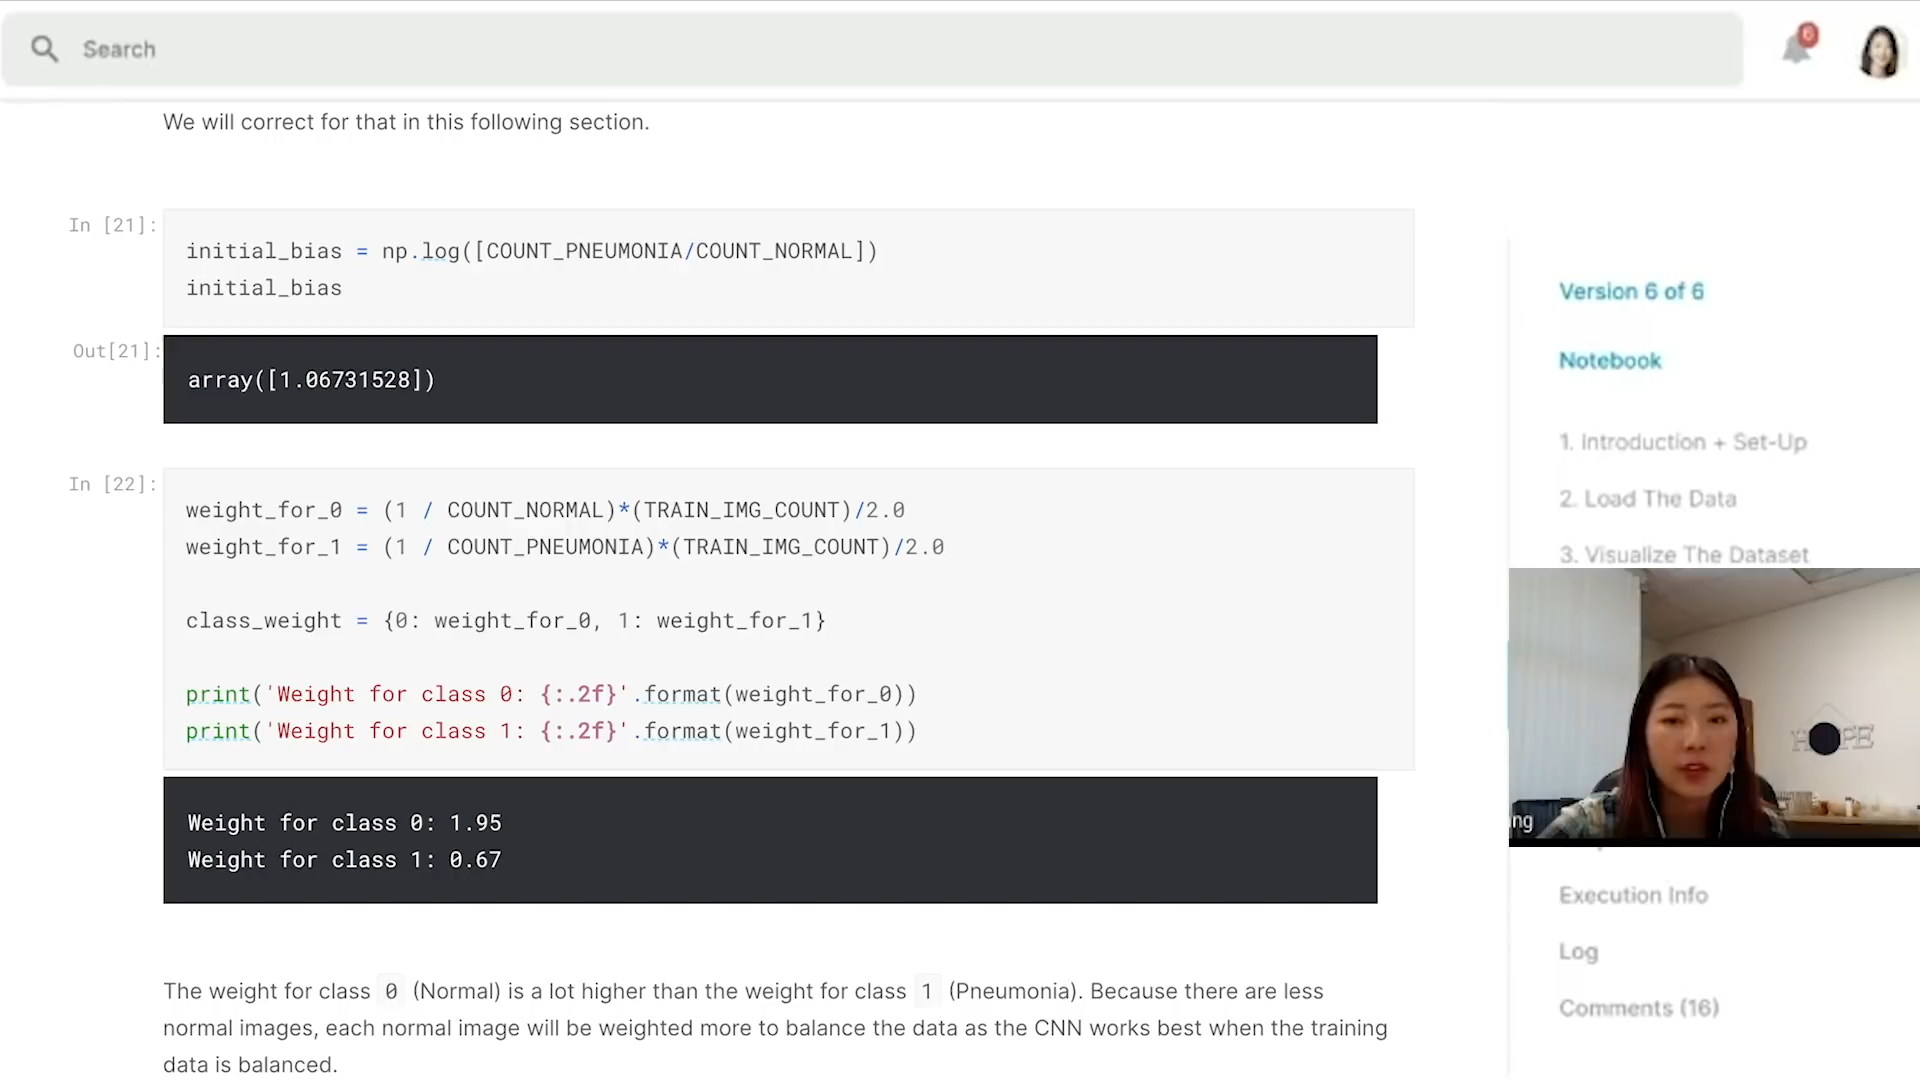 Search
6
We will correct for that in this following section.
In [21]:
initial_bias = np.log([COUNT_PNEUMONIA/COUNT_NORMAL])
initial_bias
Out[21]:
array([1.06731528])
In [22]:
weight_for_0 = (1 / COUNT_NORMAL)*(TRAIN_IMG_COUNT)/2.0
weight_for_1 = (1 / COUNT_PNEUMONIA)*(TRAIN_IMG_COUNT)/2.0
class_weight = {0: weight_for_0, 1: weight_for_1}
print('Weight for class 0: {:.2f}'.format(weight_for_0))
print('Weight for class 1: {:.2f}'.format(weight_for_1))
Weight for class 0: 1.95
Weight for class 1: 0.67
The weight for class 0 (Normal) is a lot higher than the weight for class 1 (Pneumonia). Because there are less
normal images, each normal image will be weighted more to balance the data as the CNN works best when the training
data is balanced.
Version 6 of 6
Notebook
1. Introduction + Set-Up
2. Load The Data
3. Visualize The Dataset
HOPE
ng
Execution Info
Log
Comments (16)